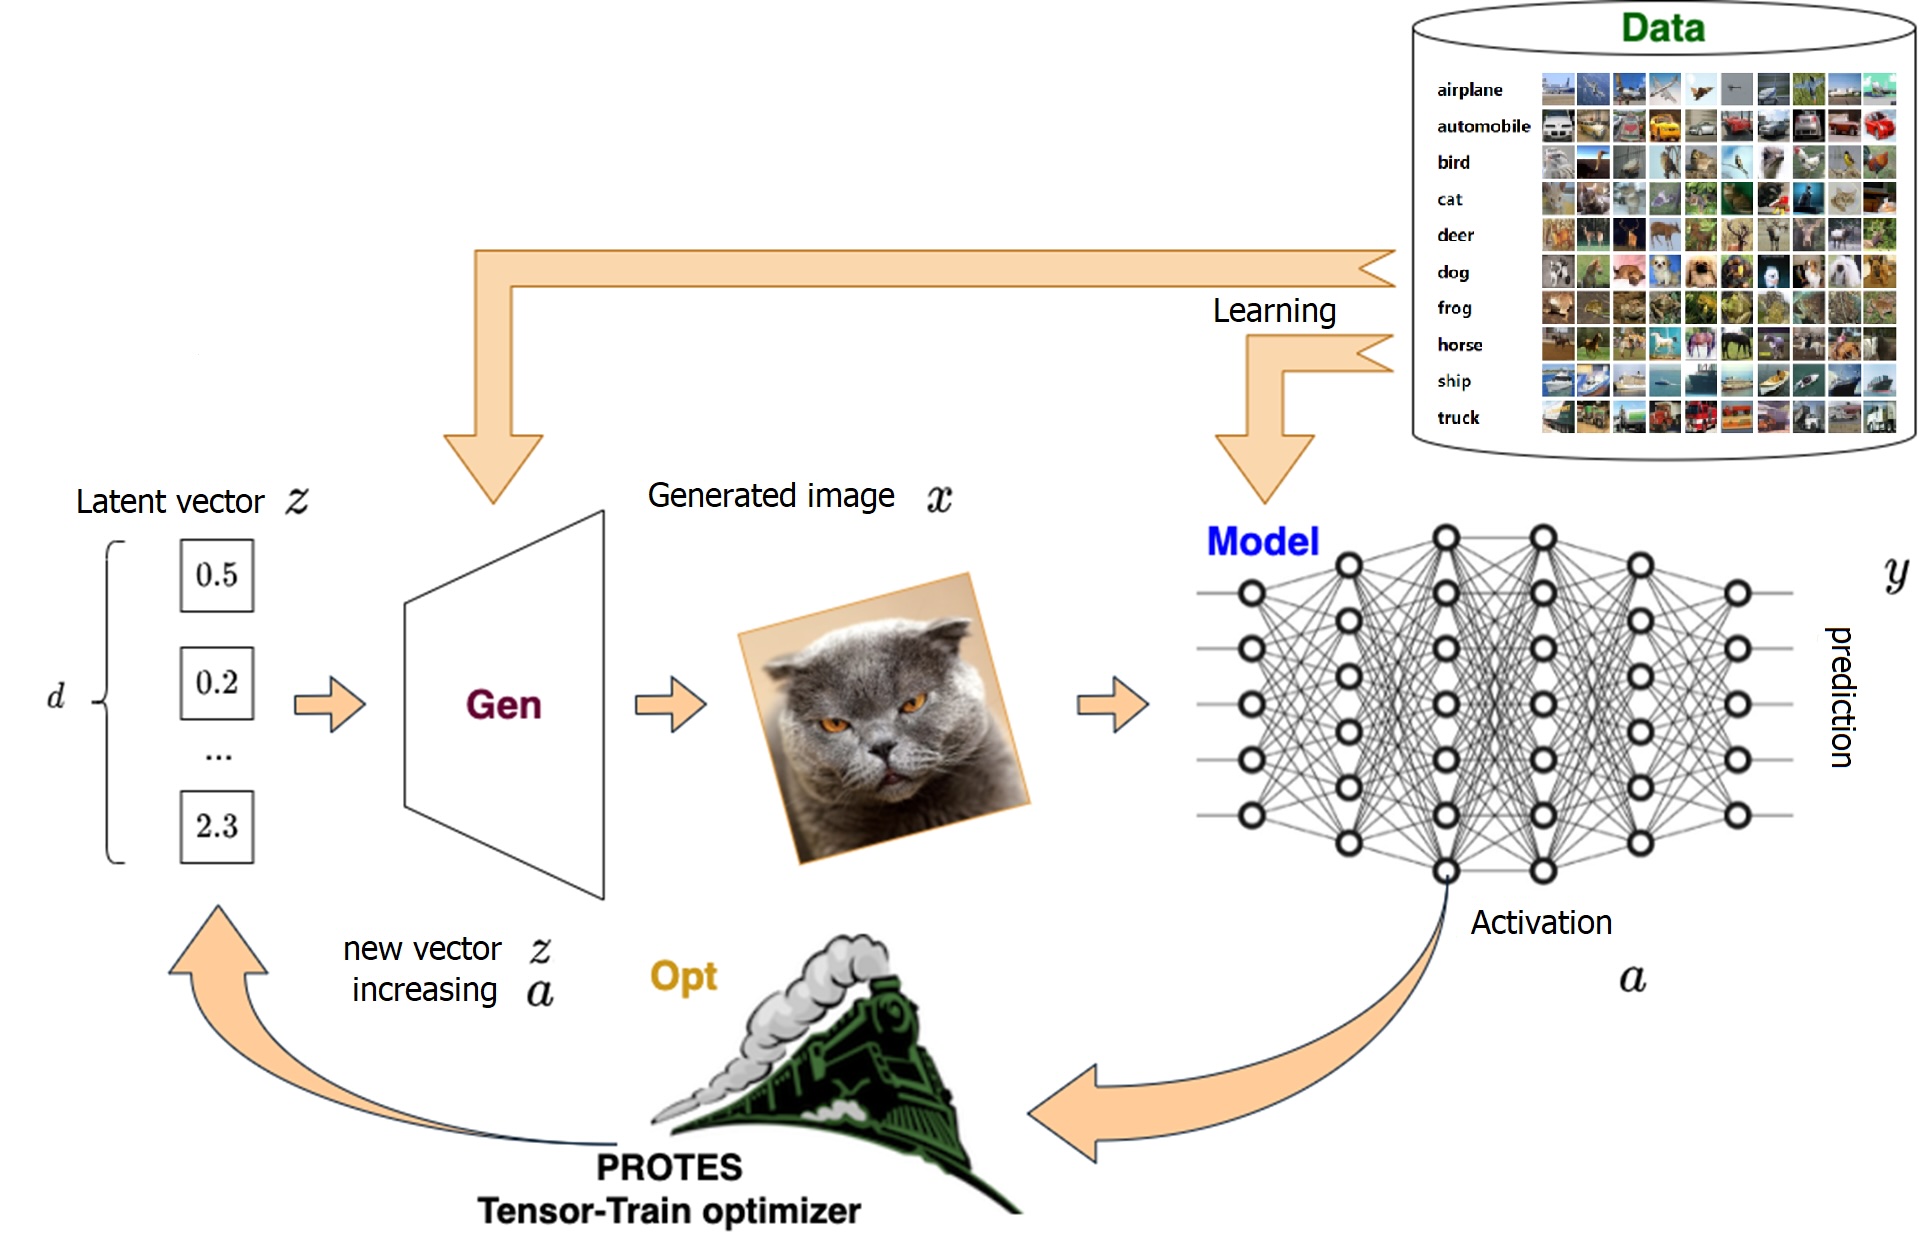 Data
airplane
automobile
bird
cat
deer
dog
frog
horse
ship
truck
Learning
Latent vector z
Generated image x
Model
y
prediction
d
0.5
0.2
...
2.3
Gen
new vector z
increasing a
Opt
Activation
a
PROTES
Tensor-Train optimizer